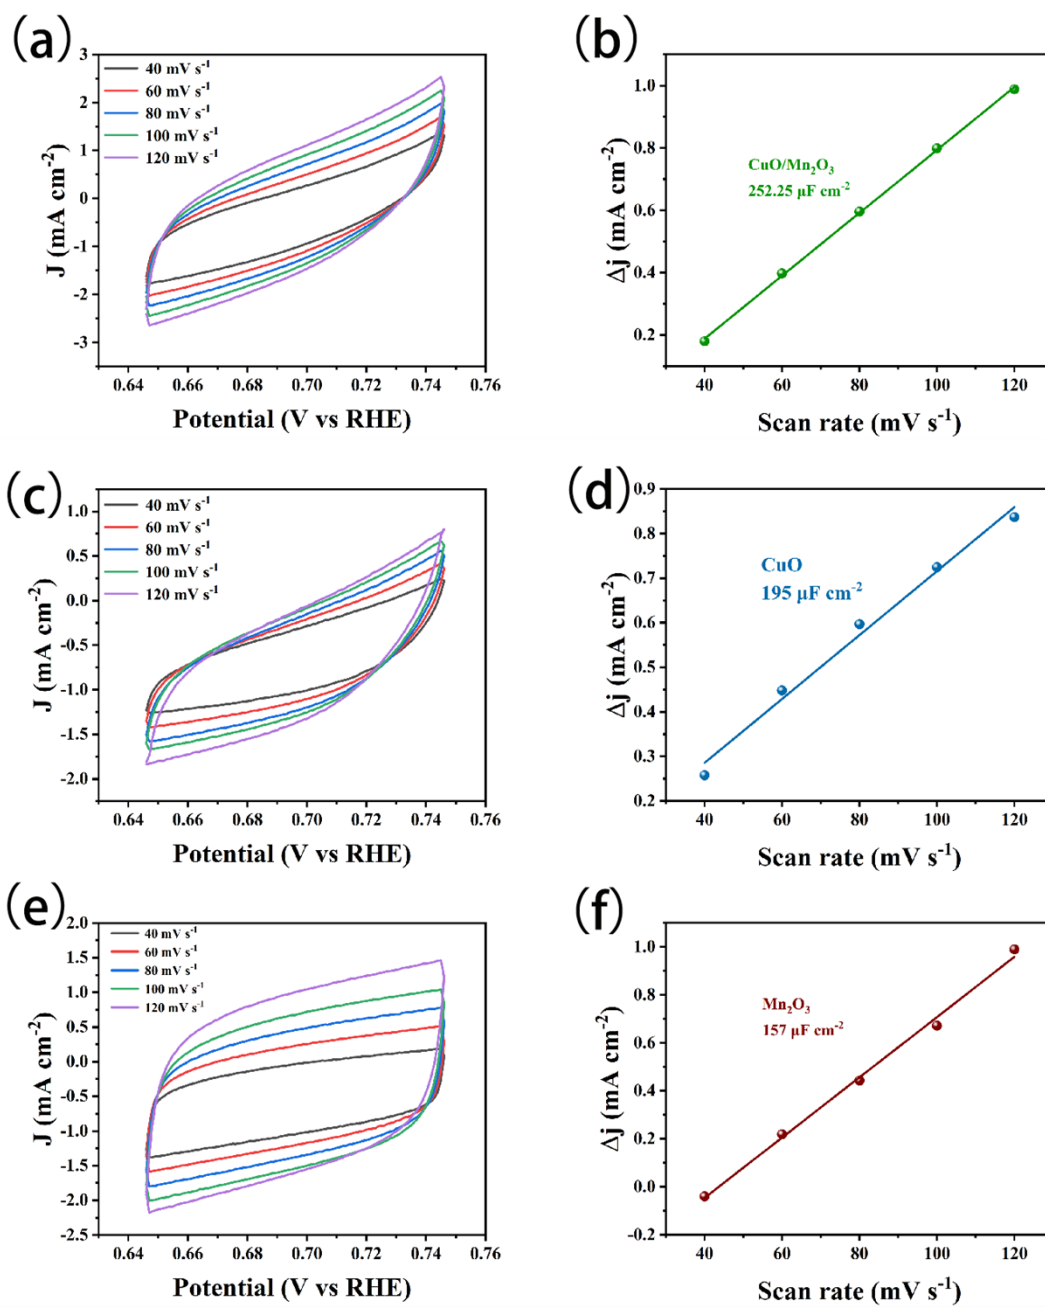 (a)
3
2
1
0
-1
-2
-3
J (mA cm⁻²)
40 mV s⁻¹
60 mV s⁻¹
80 mV s⁻¹
100 mV s⁻¹
120 mV s⁻¹
0.64 0.66 0.68 0.70 0.72 0.74 0.76
Potential (V vs RHE)
(b)
1.0
0.8
0.6
0.4
0.2
Δj (mA cm⁻²)
CuO/Mn₂O₃
252.25 μF cm⁻²
40 60 80 100 120
Scan rate (mV s⁻¹)
(c)
1.0
0.5
0.0
-0.5
-1.0
-1.5
-2.0
J (mA cm⁻²)
40 mV s⁻¹
60 mV s⁻¹
80 mV s⁻¹
100 mV s⁻¹
120 mV s⁻¹
0.64 0.66 0.68 0.70 0.72 0.74 0.76
Potential (V vs RHE)
(d)
0.9
0.8
0.7
0.6
0.5
0.4
0.3
0.2
Δj (mA cm⁻²)
CuO
195 μF cm⁻²
40 60 80 100 120
Scan rate (mV s⁻¹)
(e)
2.0
1.5
1.0
0.5
0.0
-0.5
-1.0
-1.5
-2.0
-2.5
J (mA cm⁻²)
40 mV s⁻¹
60 mV s⁻¹
80 mV s⁻¹
100 mV s⁻¹
120 mV s⁻¹
0.64 0.66 0.68 0.70 0.72 0.74 0.76
Potential (V vs RHE)
(f)
1.0
0.8
0.6
0.4
0.2
0.0
-0.2
Δj (mA cm⁻²)
Mn₂O₃
157 μF cm⁻²
40 60 80 100 120
Scan rate (mV s⁻¹)